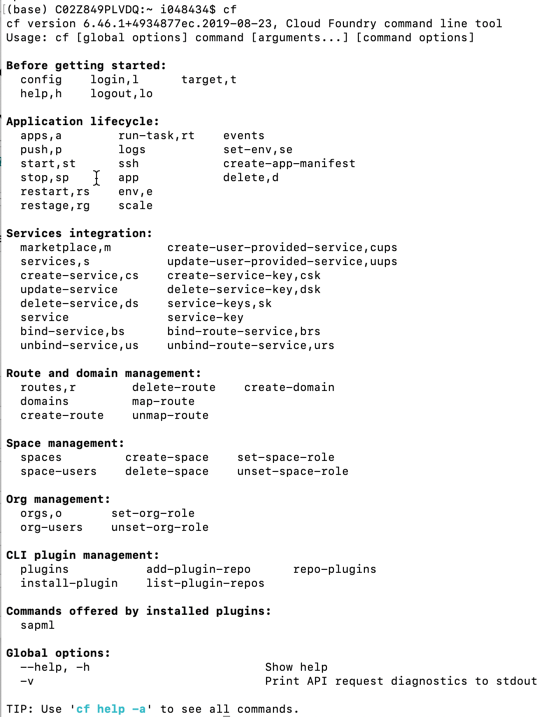 (base) C02Z849PLVDQ:~ i048434$ cf
cf version 6.46.1+4934877ec.2019-08-23, Cloud Foundry command line tool
Usage: cf [global options] command [arguments...] [command options]

Before getting started:
  config    login,l      target,t
  help,h    logout,lo

Application lifecycle:
  apps,a        run-task,rt    events
  push,p        logs           set-env,se
  start,st      ssh            create-app-manifest
  stop,sp       app            delete,d
  restart,rs    env,e
  restage,rg    scale

Services integration:
  marketplace,m        create-user-provided-service,cups
  services,s           update-user-provided-service,uups
  create-service,cs    create-service-key,csk
  update-service       delete-service-key,dsk
  delete-service,ds    service-keys,sk
  service              service-key
  bind-service,bs      bind-route-service,brs
  unbind-service,us    unbind-route-service,urs

Route and domain management:
  routes,r        delete-route    create-domain
  domains         map-route
  create-route    unmap-route

Space management:
  spaces         create-space    set-space-role
  space-users    delete-space    unset-space-role

Org management:
  orgs,o       set-org-role
  org-users    unset-org-role

CLI plugin management:
  plugins           add-plugin-repo      repo-plugins
  install-plugin    list-plugin-repos

Commands offered by installed plugins:
  sapml

Global options:
  --help, -h                         Show help
  -v                                 Print API request diagnostics to stdout

TIP: Use 'cf help -a' to see all commands.